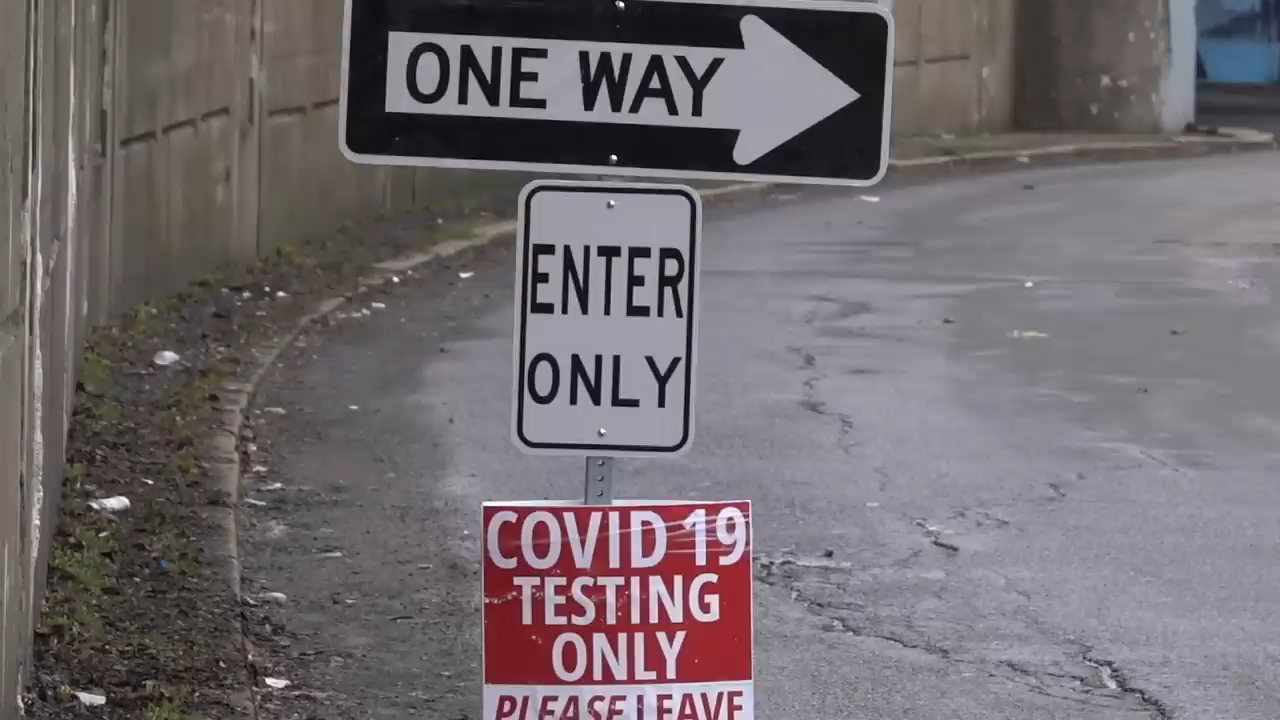 ONE WAY
ENTER
ONLY
COVID 19
TESTING
ONLY
PLEASE LEAVE